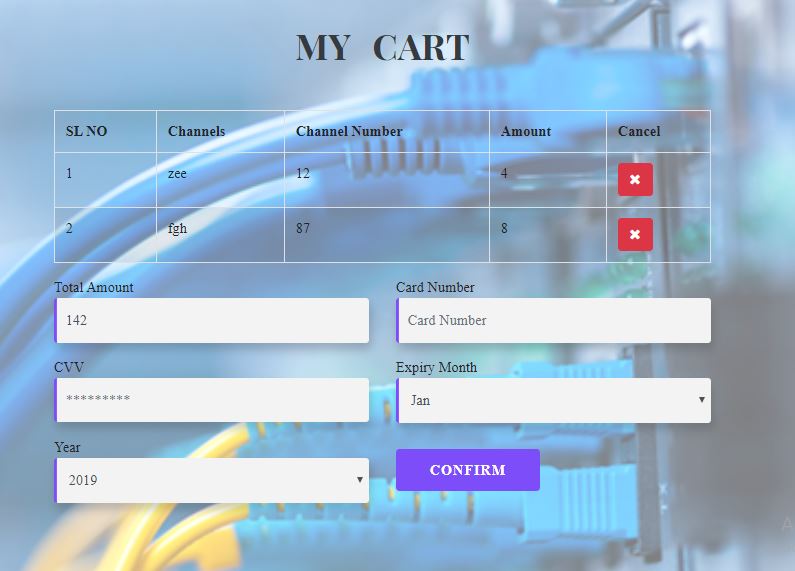 MY CART
SL NO Channels Channel Number Amount Cancel
1 zee 12 4 ✖
2 fgh 87 8 ✖
Total Amount Card Number
142 Card Number
CVV Expiry Month
********* Jan
Year
2019 CONFIRM
A